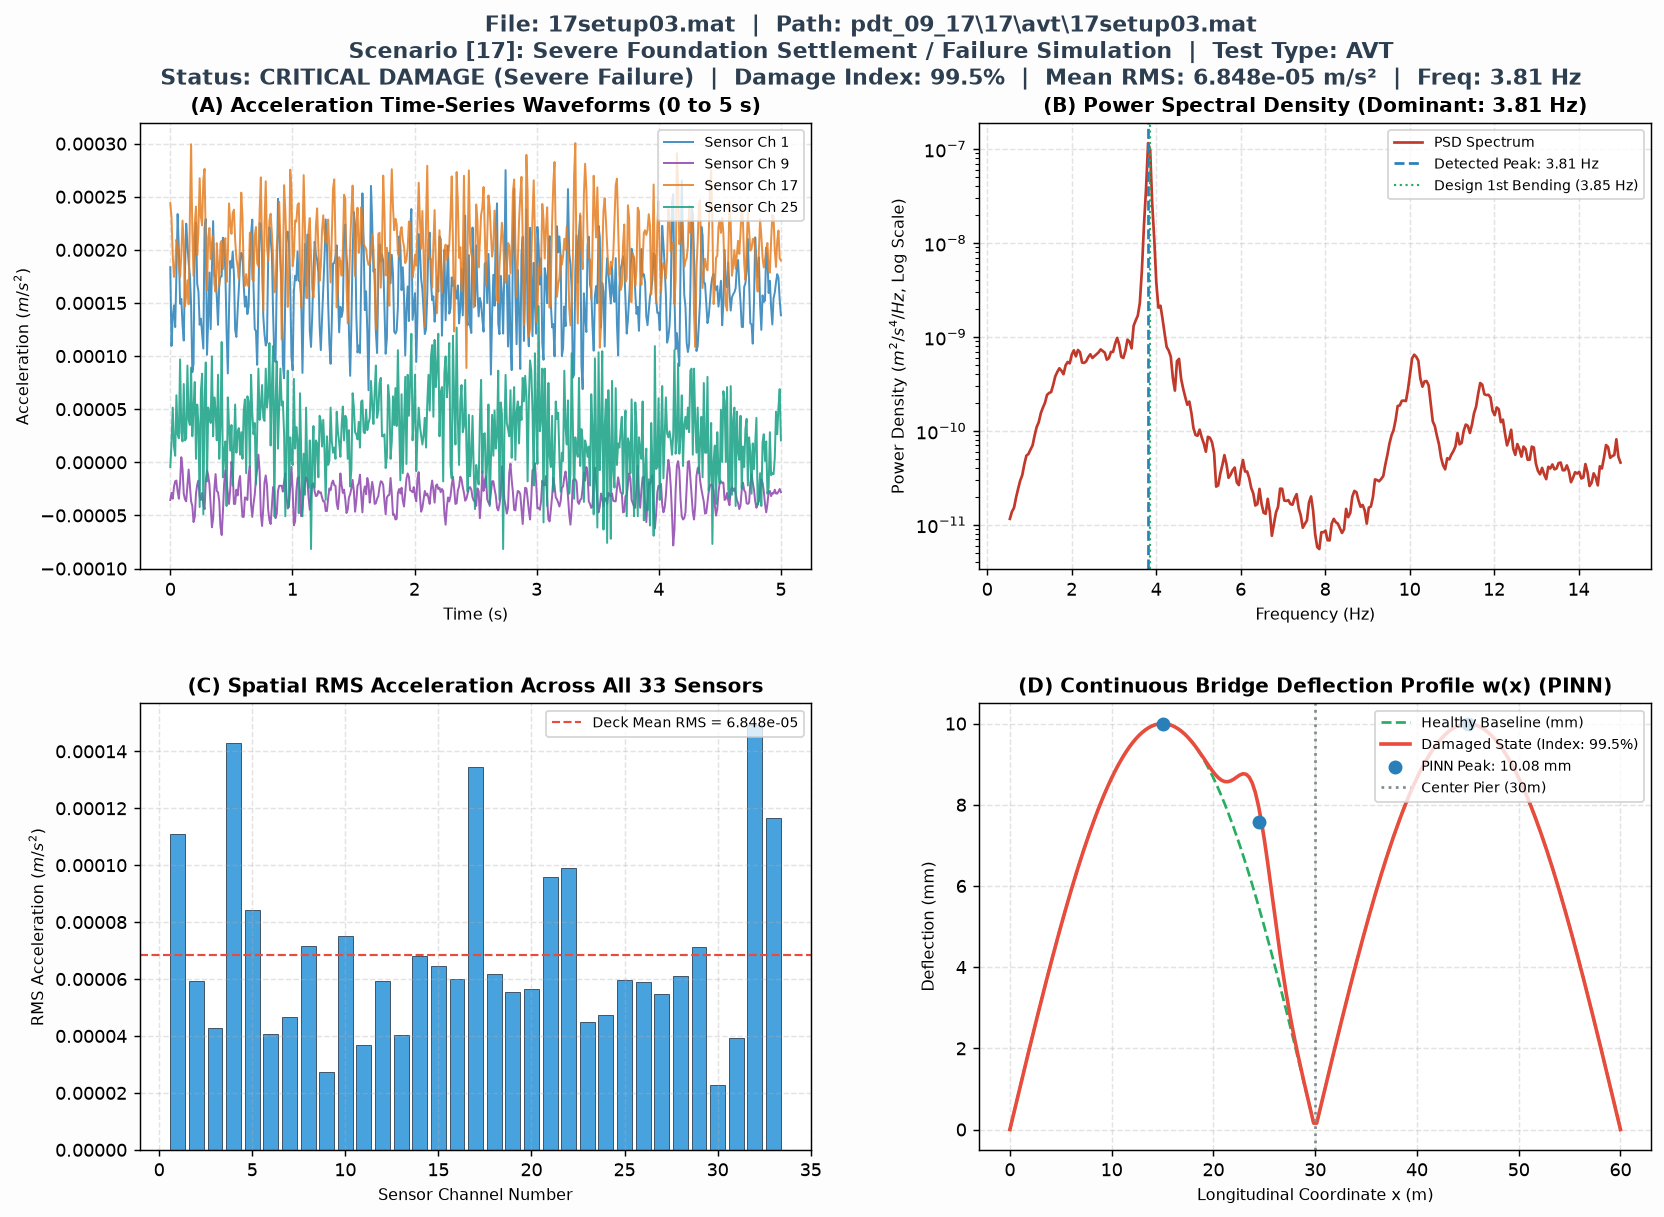 File: 17setup03.mat | Path: pdt_09_17\17\avt\17setup03.mat
Scenario [17]: Severe Foundation Settlement / Failure Simulation | Test Type: AVT
Status: CRITICAL DAMAGE (Severe Failure) | Damage Index: 99.5% | Mean RMS: 6.848e-05 m/s² | Freq: 3.81 Hz
(A) Acceleration Time-Series Waveforms (0 to 5 s)
Acceleration (m/s²)
0.00030
0.00025
0.00020
0.00015
0.00010
0.00005
0.00000
−0.00005
−0.00010
Sensor Ch 1
Sensor Ch 9
Sensor Ch 17
Sensor Ch 25
0 1 2 3 4 5
Time (s)
(B) Power Spectral Density (Dominant: 3.81 Hz)
Power Density (m²/s⁴/Hz, Log Scale)
10⁻⁷
10⁻⁸
10⁻⁹
10⁻¹⁰
10⁻¹¹
PSD Spectrum
Detected Peak: 3.81 Hz
Design 1st Bending (3.85 Hz)
0 2 4 6 8 10 12 14
Frequency (Hz)
(C) Spatial RMS Acceleration Across All 33 Sensors
RMS Acceleration (m/s²)
0.00014
0.00012
0.00010
0.00008
0.00006
0.00004
0.00002
0.00000
Deck Mean RMS = 6.848e-05
0 5 10 15 20 25 30 35
Sensor Channel Number
(D) Continuous Bridge Deflection Profile w(x) (PINN)
Deflection (mm)
10
8
6
4
2
0
Healthy Baseline (mm)
Damaged State (Index: 99.5%)
PINN Peak: 10.08 mm
Center Pier (30m)
0 10 20 30 40 50 60
Longitudinal Coordinate x (m)